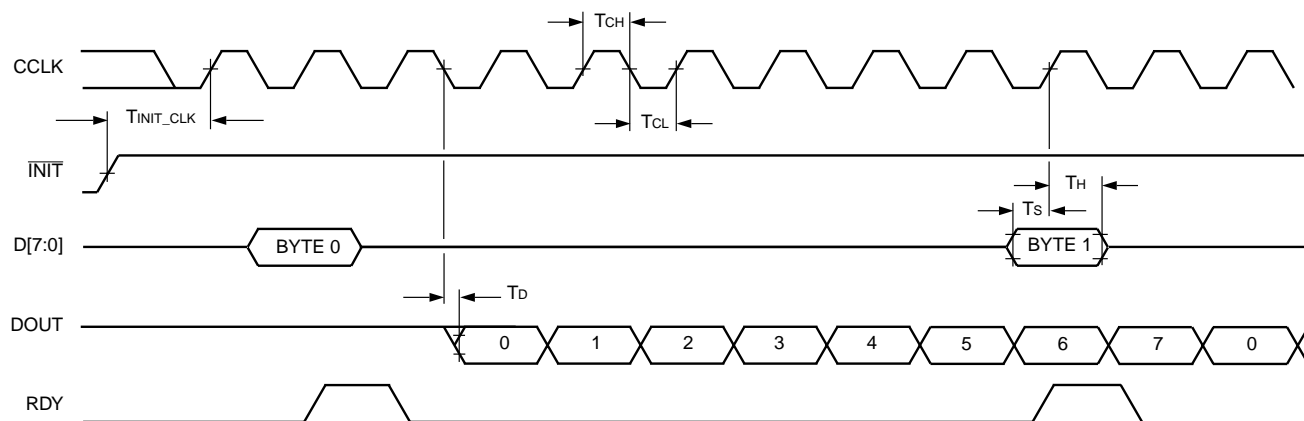 TCH
CCLK
TINIT_CLK
TCL
INIT
TH
TS
D[7:0]
BYTE 0
BYTE 1
TD
DOUT
0 1 2 3 4 5 6 7 0
RDY